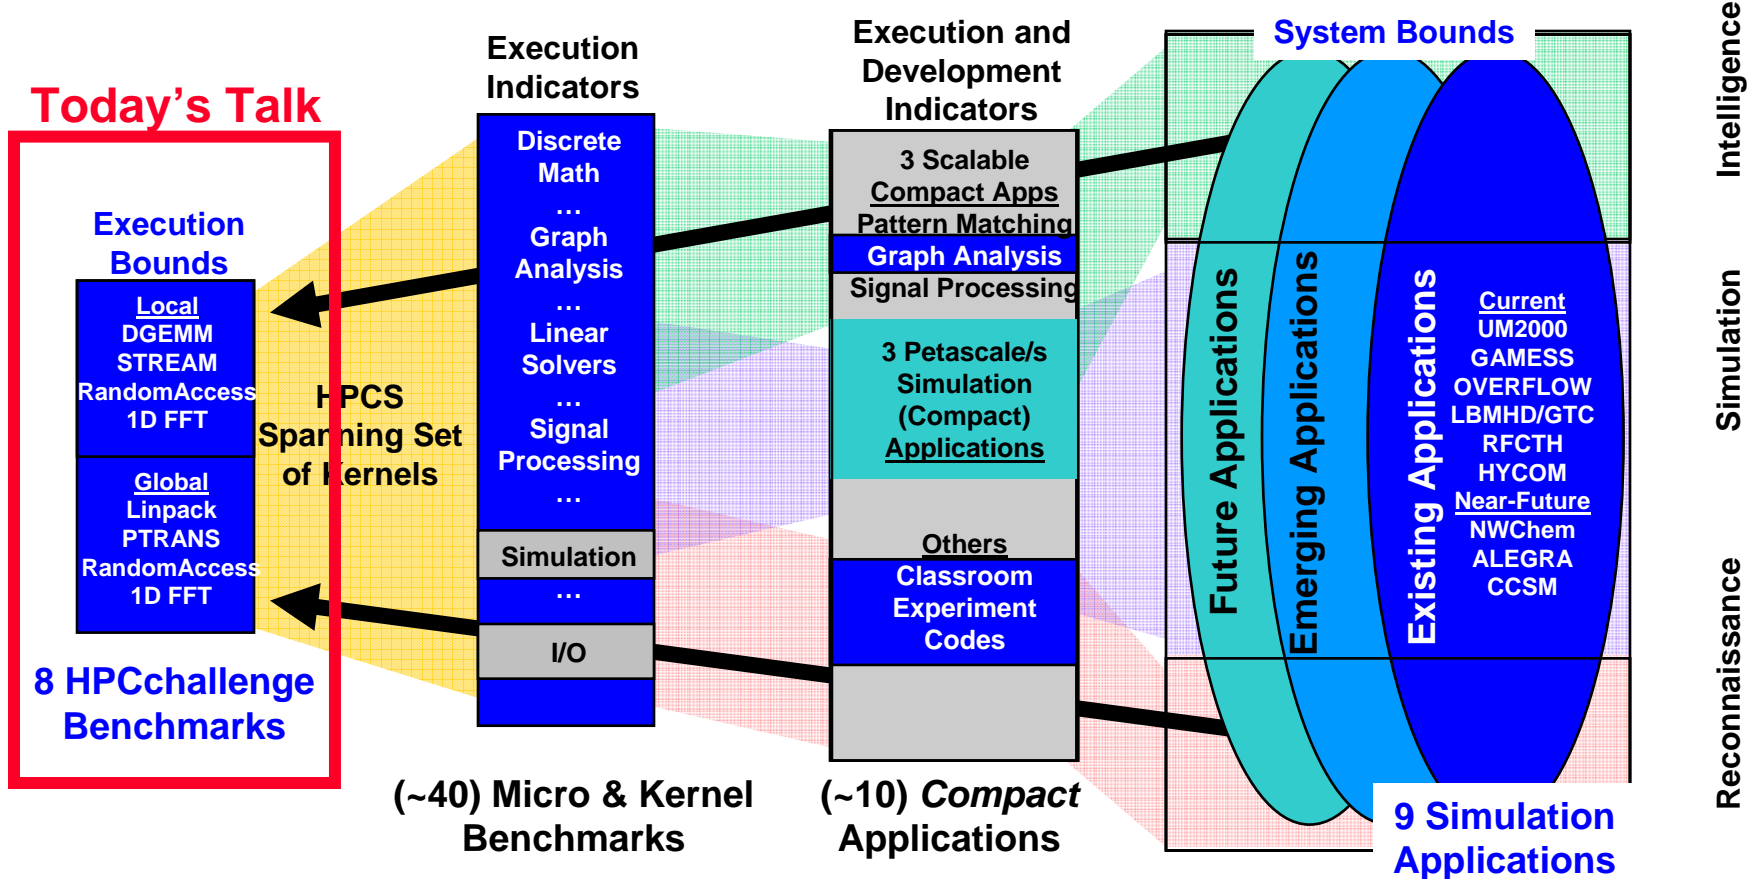 Today's Talk
Execution
Bounds
Local
DGEMM
STREAM
RandomAccess
1D FFT
Global
Linpack
PTRANS
RandomAccess
1D FFT
8 HPCchallenge
Benchmarks
HPCS
Spanning Set
of Kernels
Execution
Indicators
Discrete
Math
…
Graph
Analysis
…
Linear
Solvers
…
Signal
Processing
…
Simulation
…
I/O
(~40) Micro & Kernel
Benchmarks
Execution and
Development
Indicators
3 Scalable
Compact Apps
Pattern Matching
Graph Analysis
Signal Processing
3 Petascale/s
Simulation
(Compact)
Applications
Others
Classroom
Experiment
Codes
(~10) Compact
Applications
System Bounds
Future Applications
Emerging Applications
Existing Applications
Current
UM2000
GAMESS
OVERFLOW
LBMHD/GTC
RFCTH
HYCOM
Near-Future
NWChem
ALEGRA
CCSM
9 Simulation
Applications
Intelligence
Simulation
Reconnaissance